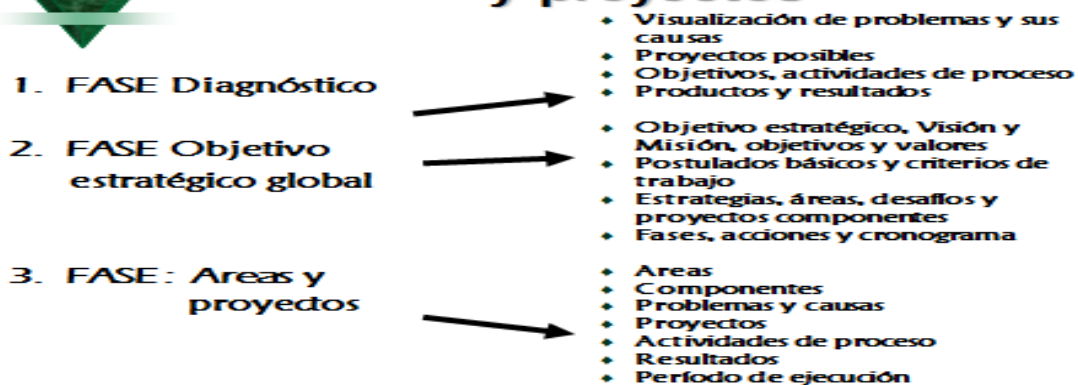 y proyectos
1. FASE Diagnóstico
2. FASE Objetivo
estratégico global
3. FASE: Areas y
proyectos
Visualización de problemas y sus
causas
Proyectos posibles
Objetivos, actividades de proceso
Productos y resultados
Objetivo estratégico, Visión y
Misión, objetivos y valores
Postulados básicos y criterios de
trabajo
Estrategias, áreas, desafíos y
proyectos componentes
Fases, acciones y cronograma
Areas
Componentes
Problemas y causas
Proyectos
Actividades de proceso
Resultados
Período de ejecución